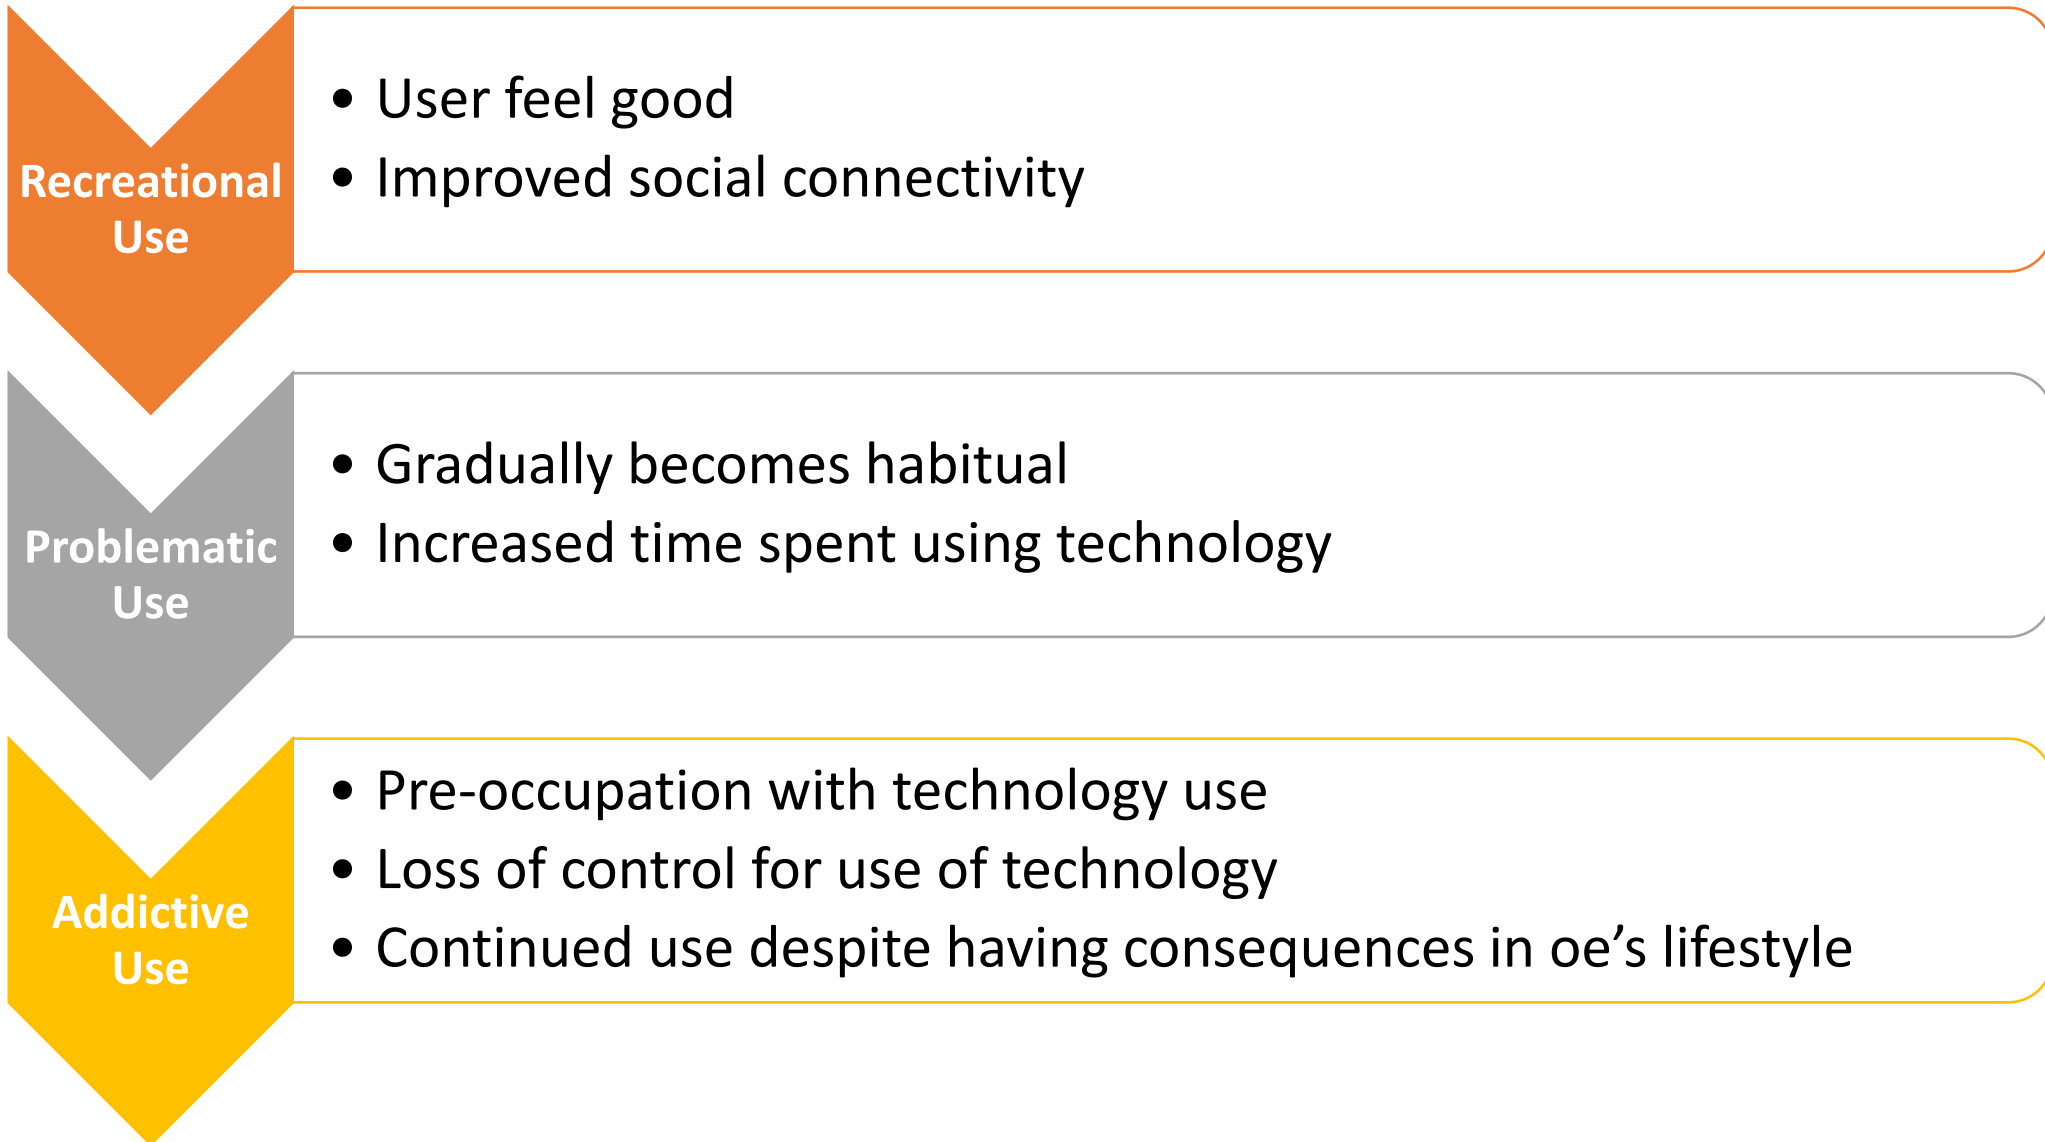 Recreational
Use
• User feel good
• Improved social connectivity
Problematic
Use
• Gradually becomes habitual
• Increased time spent using technology
Addictive
Use
• Pre-occupation with technology use
• Loss of control for use of technology
• Continued use despite having consequences in oe’s lifestyle